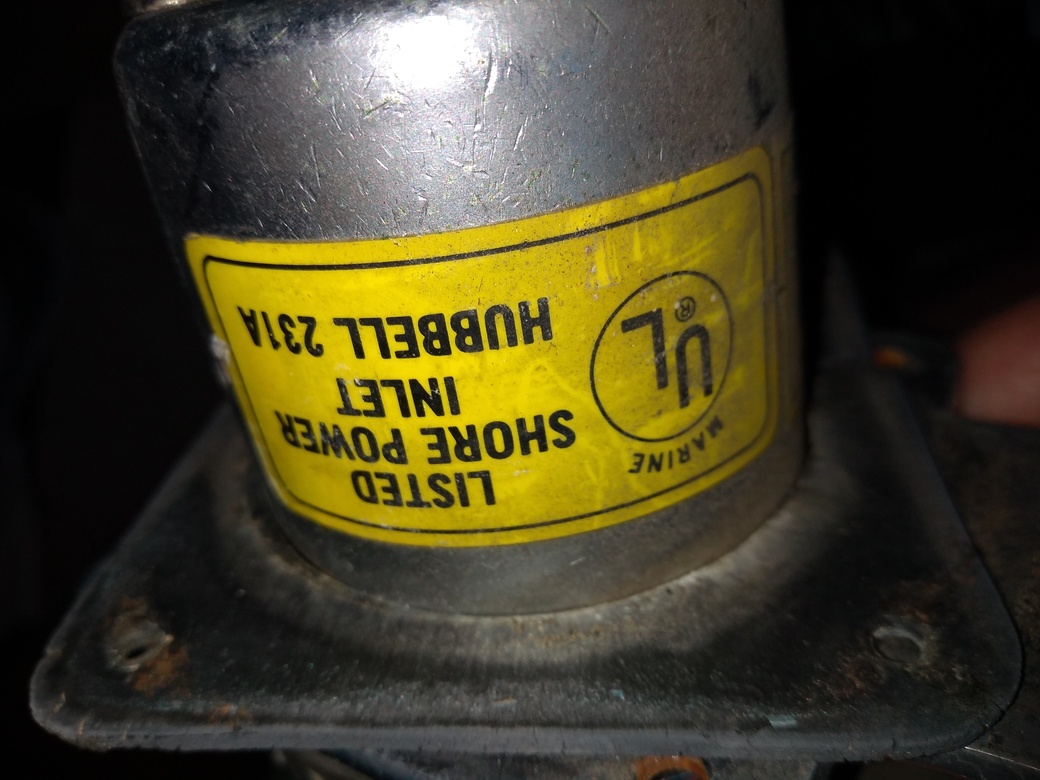 MARINE
UL®
LISTED
SHORE POWER
INLET
HUBBELL 231A